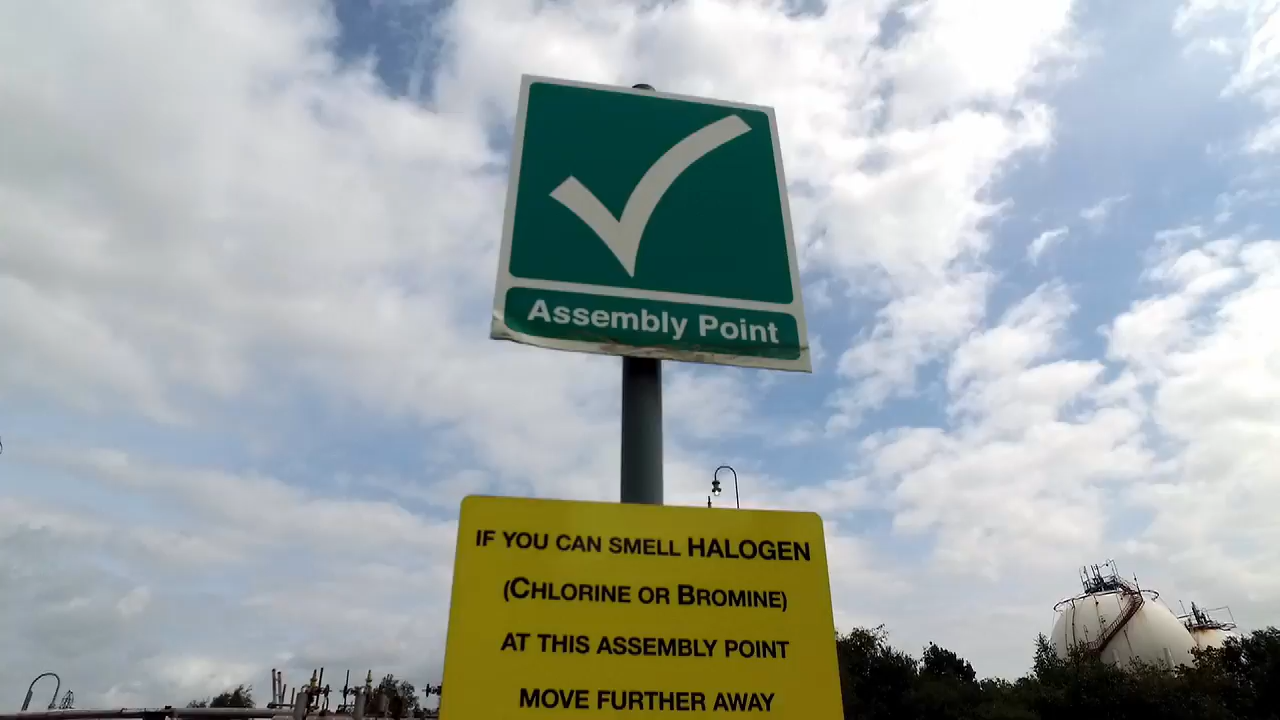 Assembly Point
IF YOU CAN SMELL HALOGEN
(CHLORINE OR BROMINE)
AT THIS ASSEMBLY POINT
MOVE FURTHER AWAY